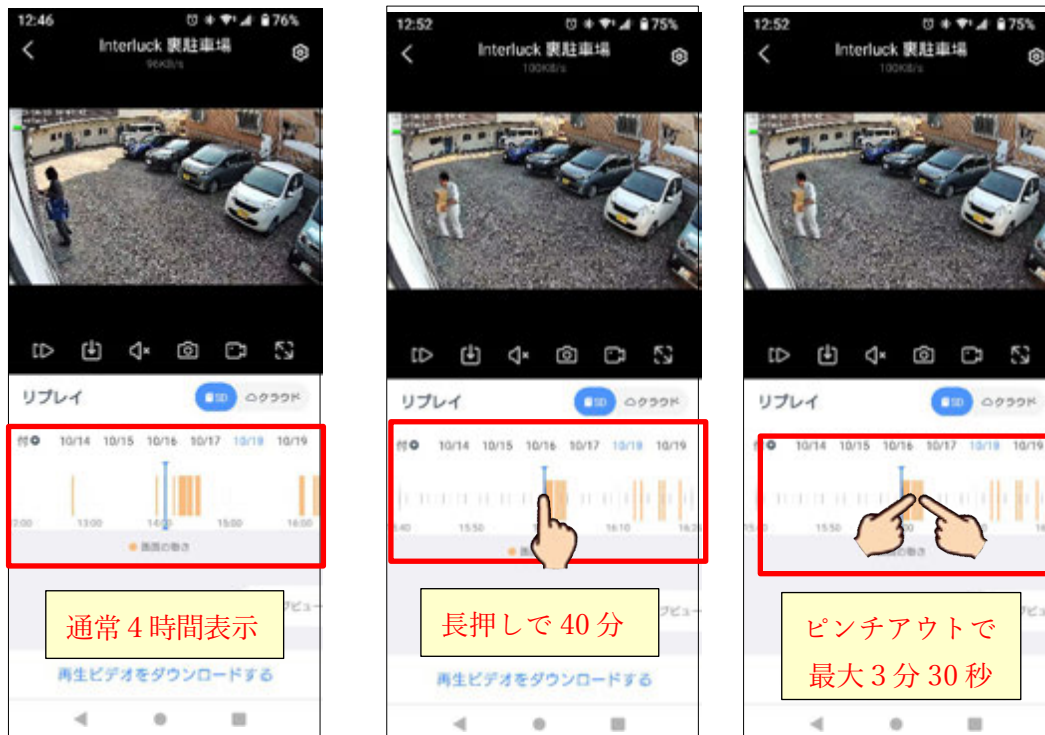 12:46
76%
Interluck 裏駐車場
96KB/s
リプレイ
SD
クラウド
付
10/14 10/15 10/16 10/17 10/18 10/19
13:00
15:00
16:00
画面の動き
通常4時間表示
再生ビデオをダウンロードする
12:52
75%
Interluck 裏駐車場
100KB/s
リプレイ
SD
クラウド
付
10/14 10/15 10/16 10/17 10/18 10/19
15:50
16:10
長押しで40分
再生ビデオをダウンロードする
12:52
75%
Interluck 裏駐車場
100KB/s
リプレイ
SD
クラウド
10/14 10/15 10/16 10/17 10/18 10/19
15:50
ピンチアウトで
最大3分30秒